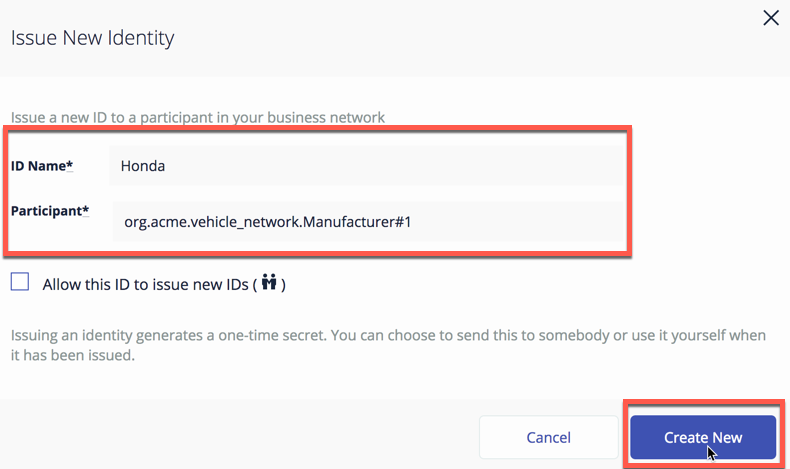 Issue New Identity
Issue a new ID to a participant in your business network
ID Name* Honda
Participant* org.acme.vehicle_network.Manufacturer#1
Allow this ID to issue new IDs ( )
Issuing an identity generates a one-time secret. You can choose to send this to somebody or use it yourself when
it has been issued.
Cancel Create New